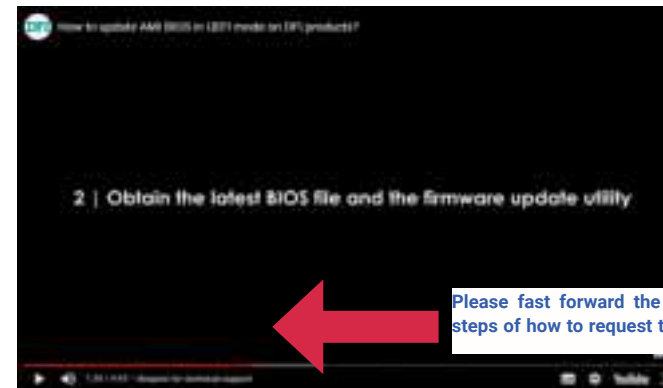 How to update AMI BIOS in UEFI mode on DFI products?
2 | Obtain the latest BIOS file and the firmware update utility
Please fast forward the
steps of how to request t
YouTube